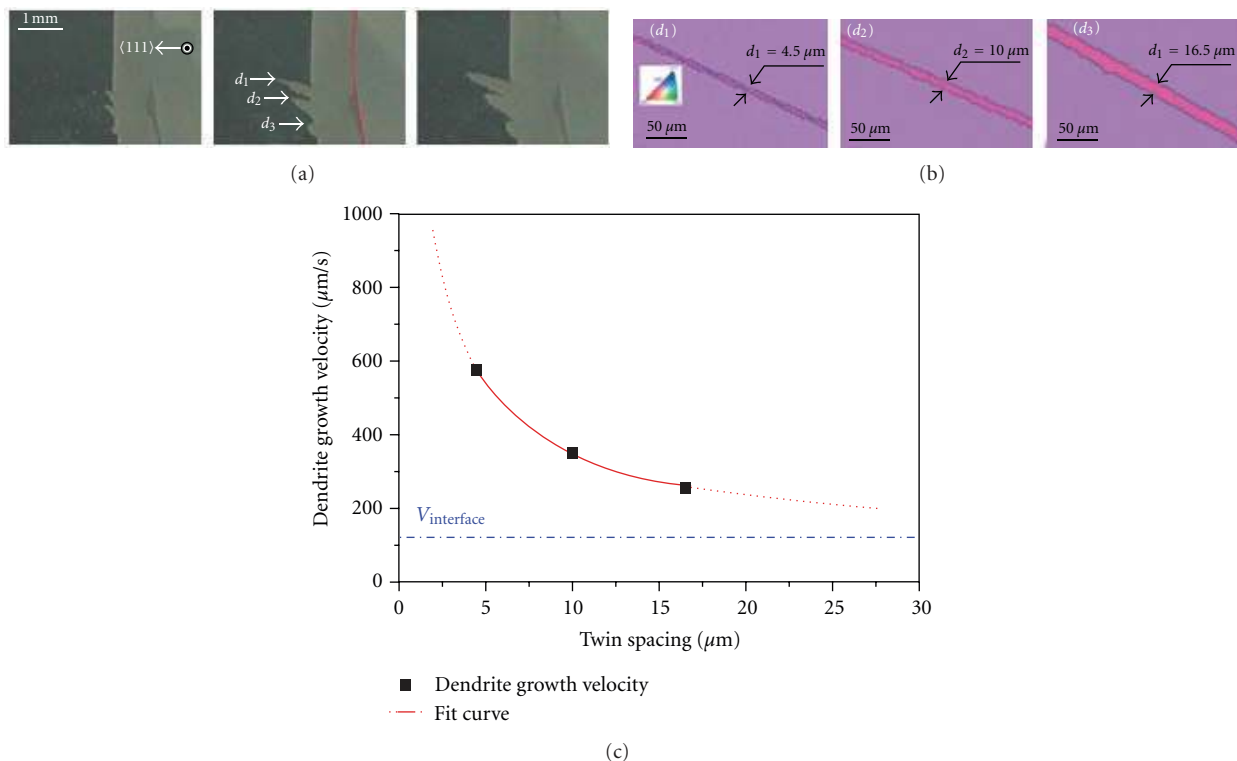 1 mm
⟨111⟩
d1
d2
d3
(a)
(d1)
d1 = 4.5 μm
50 μm
(d2)
d2 = 10 μm
50 μm
(d3)
d1 = 16.5 μm
50 μm
(b)
1000
800
600
400
200
0
Dendrite growth velocity (μm/s)
Vinterface
0 5 10 15 20 25 30
Twin spacing (μm)
Dendrite growth velocity
Fit curve
(c)